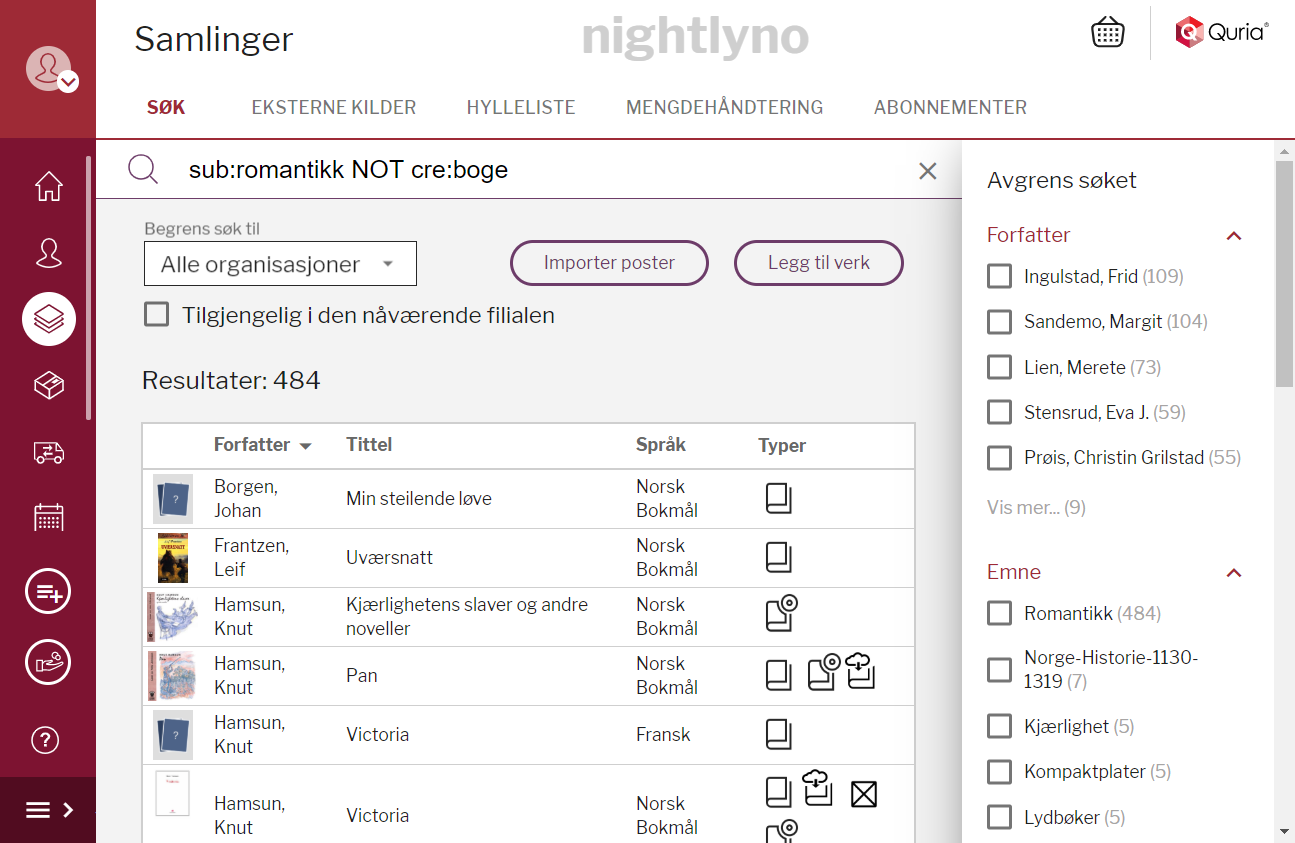 Samlinger
nightlyno
Quria®
SØK
EKSTERNE KILDER
HYLLELISTE
MENGDEHÅNDTERING
ABONNEMENTER
sub:romantikk NOT cre:boge
Begrens søk til
Alle organisasjoner
Importer poster
Legg til verk
Tilgjengelig i den nåværende filialen
Resultater: 484
Forfatter
Tittel
Språk
Typer
Borgen,
Johan
Min steilende løve
Norsk
Bokmål
Frantzen,
Leif
Uværsnatt
Norsk
Bokmål
Hamsun,
Knut
Kjærlighetens slaver og andre
noveller
Norsk
Bokmål
Hamsun,
Knut
Pan
Norsk
Bokmål
Hamsun,
Knut
Victoria
Fransk
Hamsun,
Knut
Victoria
Norsk
Bokmål
Avgrens søket
Forfatter
Ingulstad, Frid (109)
Sandemo, Margit (104)
Lien, Merete (73)
Stensrud, Eva J. (59)
Prøis, Christin Grilstad (55)
Vis mer... (9)
Emne
Romantikk (484)
Norge-Historie-1130-
1319 (7)
Kjærlighet (5)
Kompaktplater (5)
Lydbøker (5)